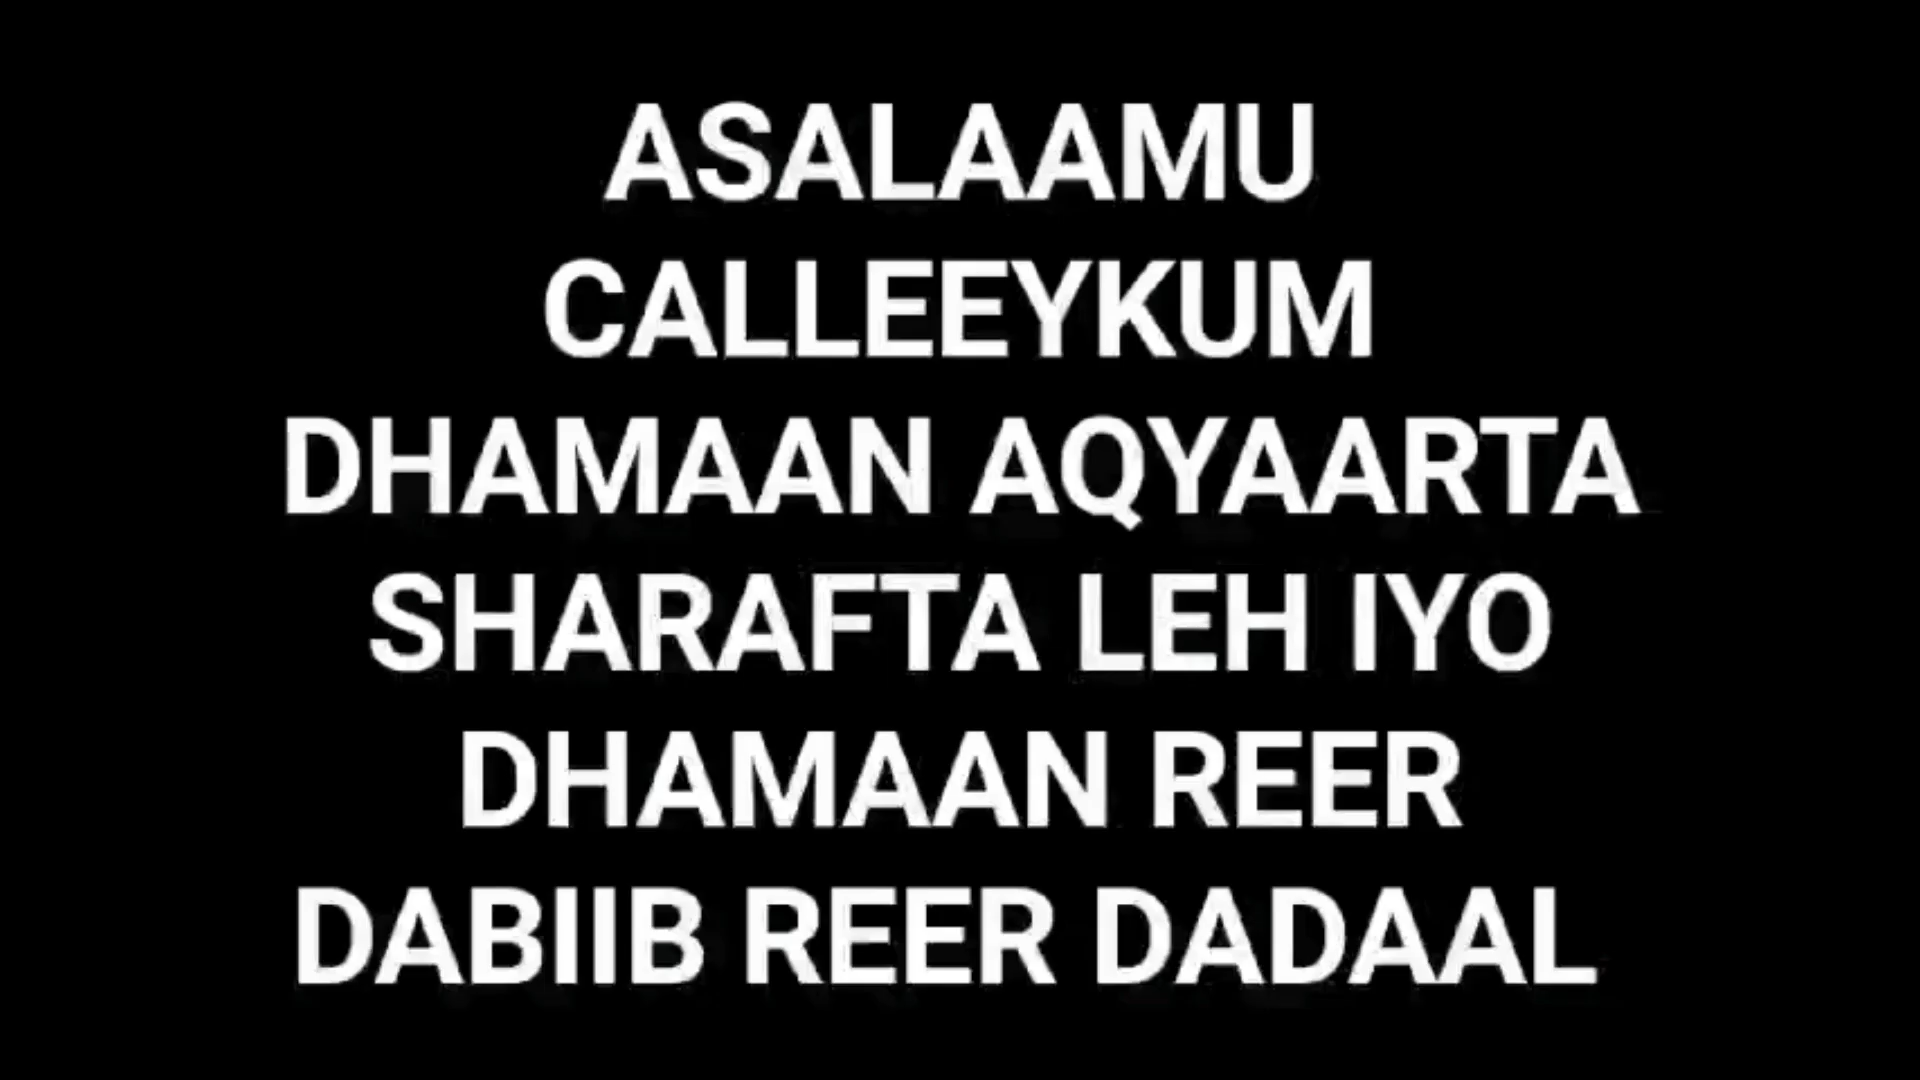 ASALAAMU
CALLEEYKUM
DHAMAAN AQYAARTA
SHARAFTA LEH IYO
DHAMAAN REER
DABIIB REER DADAAL